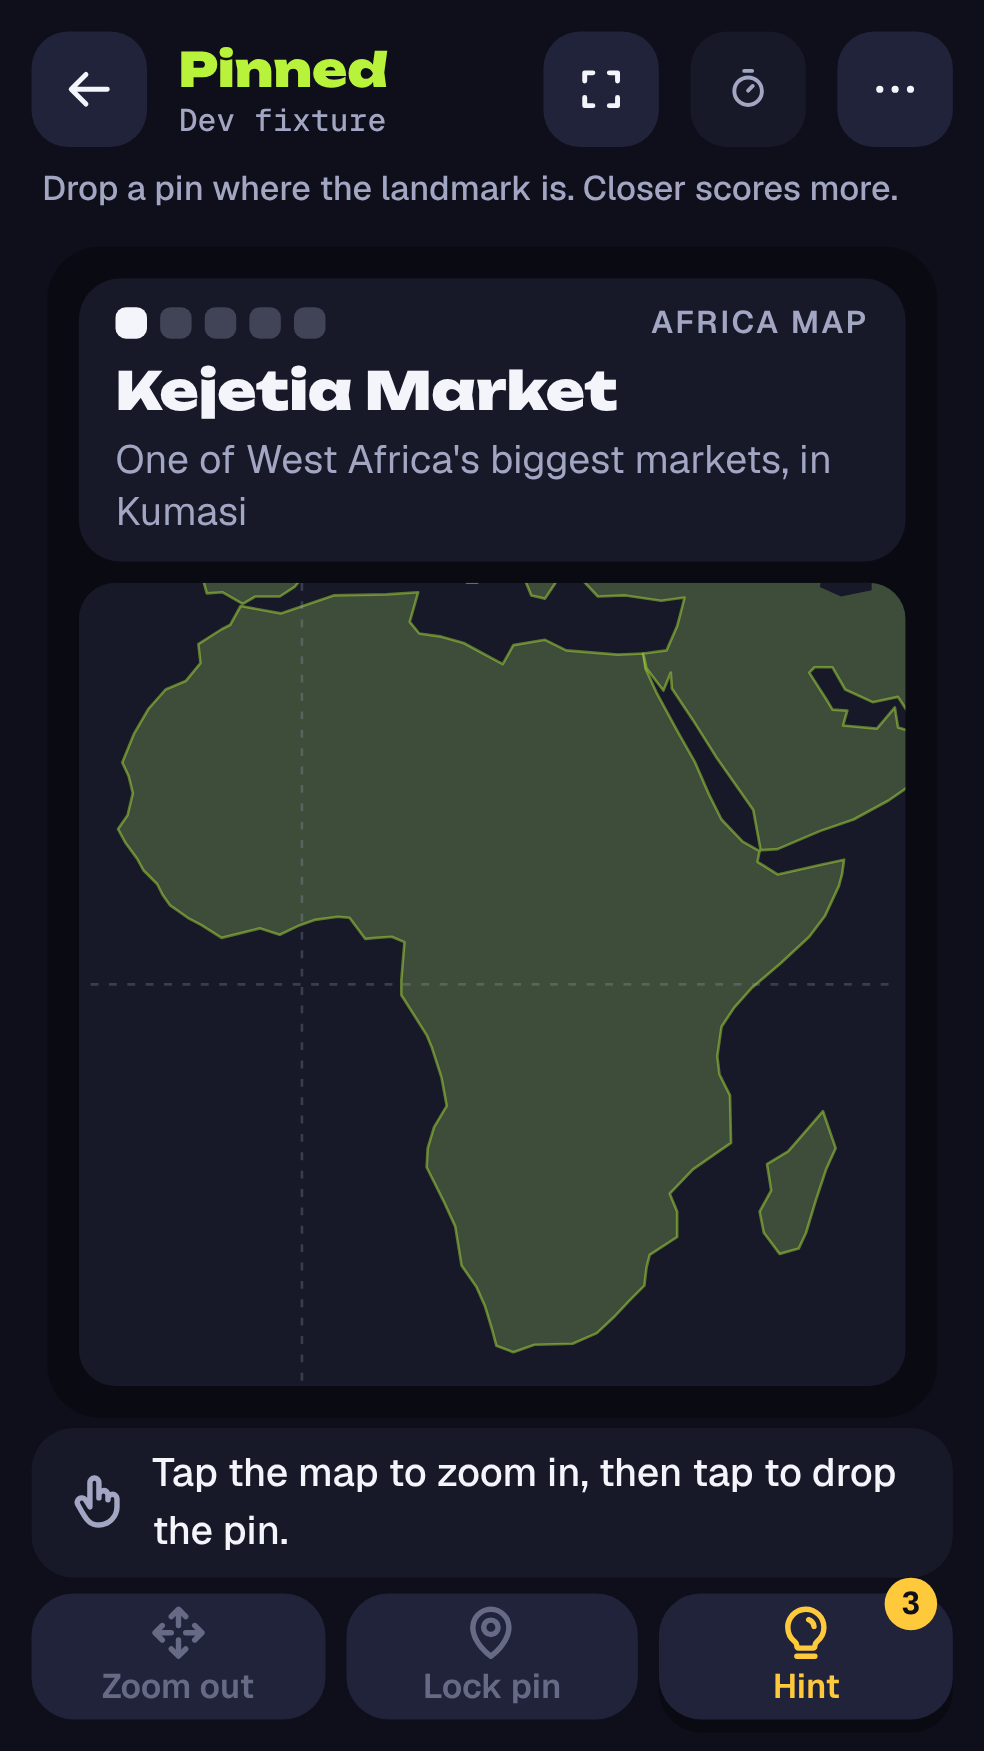 Pinned
Dev fixture
Drop a pin where the landmark is. Closer scores more.
AFRICA MAP
Kejetia Market
One of West Africa's biggest markets, in
Kumasi
Tap the map to zoom in, then tap to drop
the pin.
Zoom out
Lock pin
3
Hint